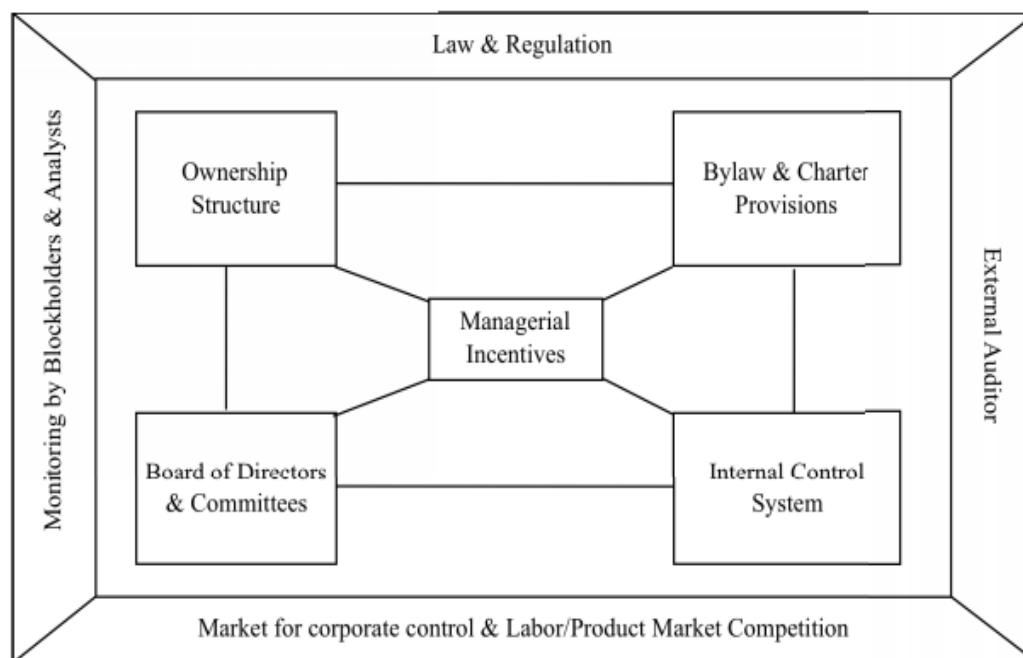 Law & Regulation
Monitoring by Blockholders & Analysts
Ownership
Structure
Bylaw & Charter
Provisions
Managerial
Incentives
External Auditor
Board of Directors
& Committees
Internal Control
System
Market for corporate control & Labor/Product Market Competition